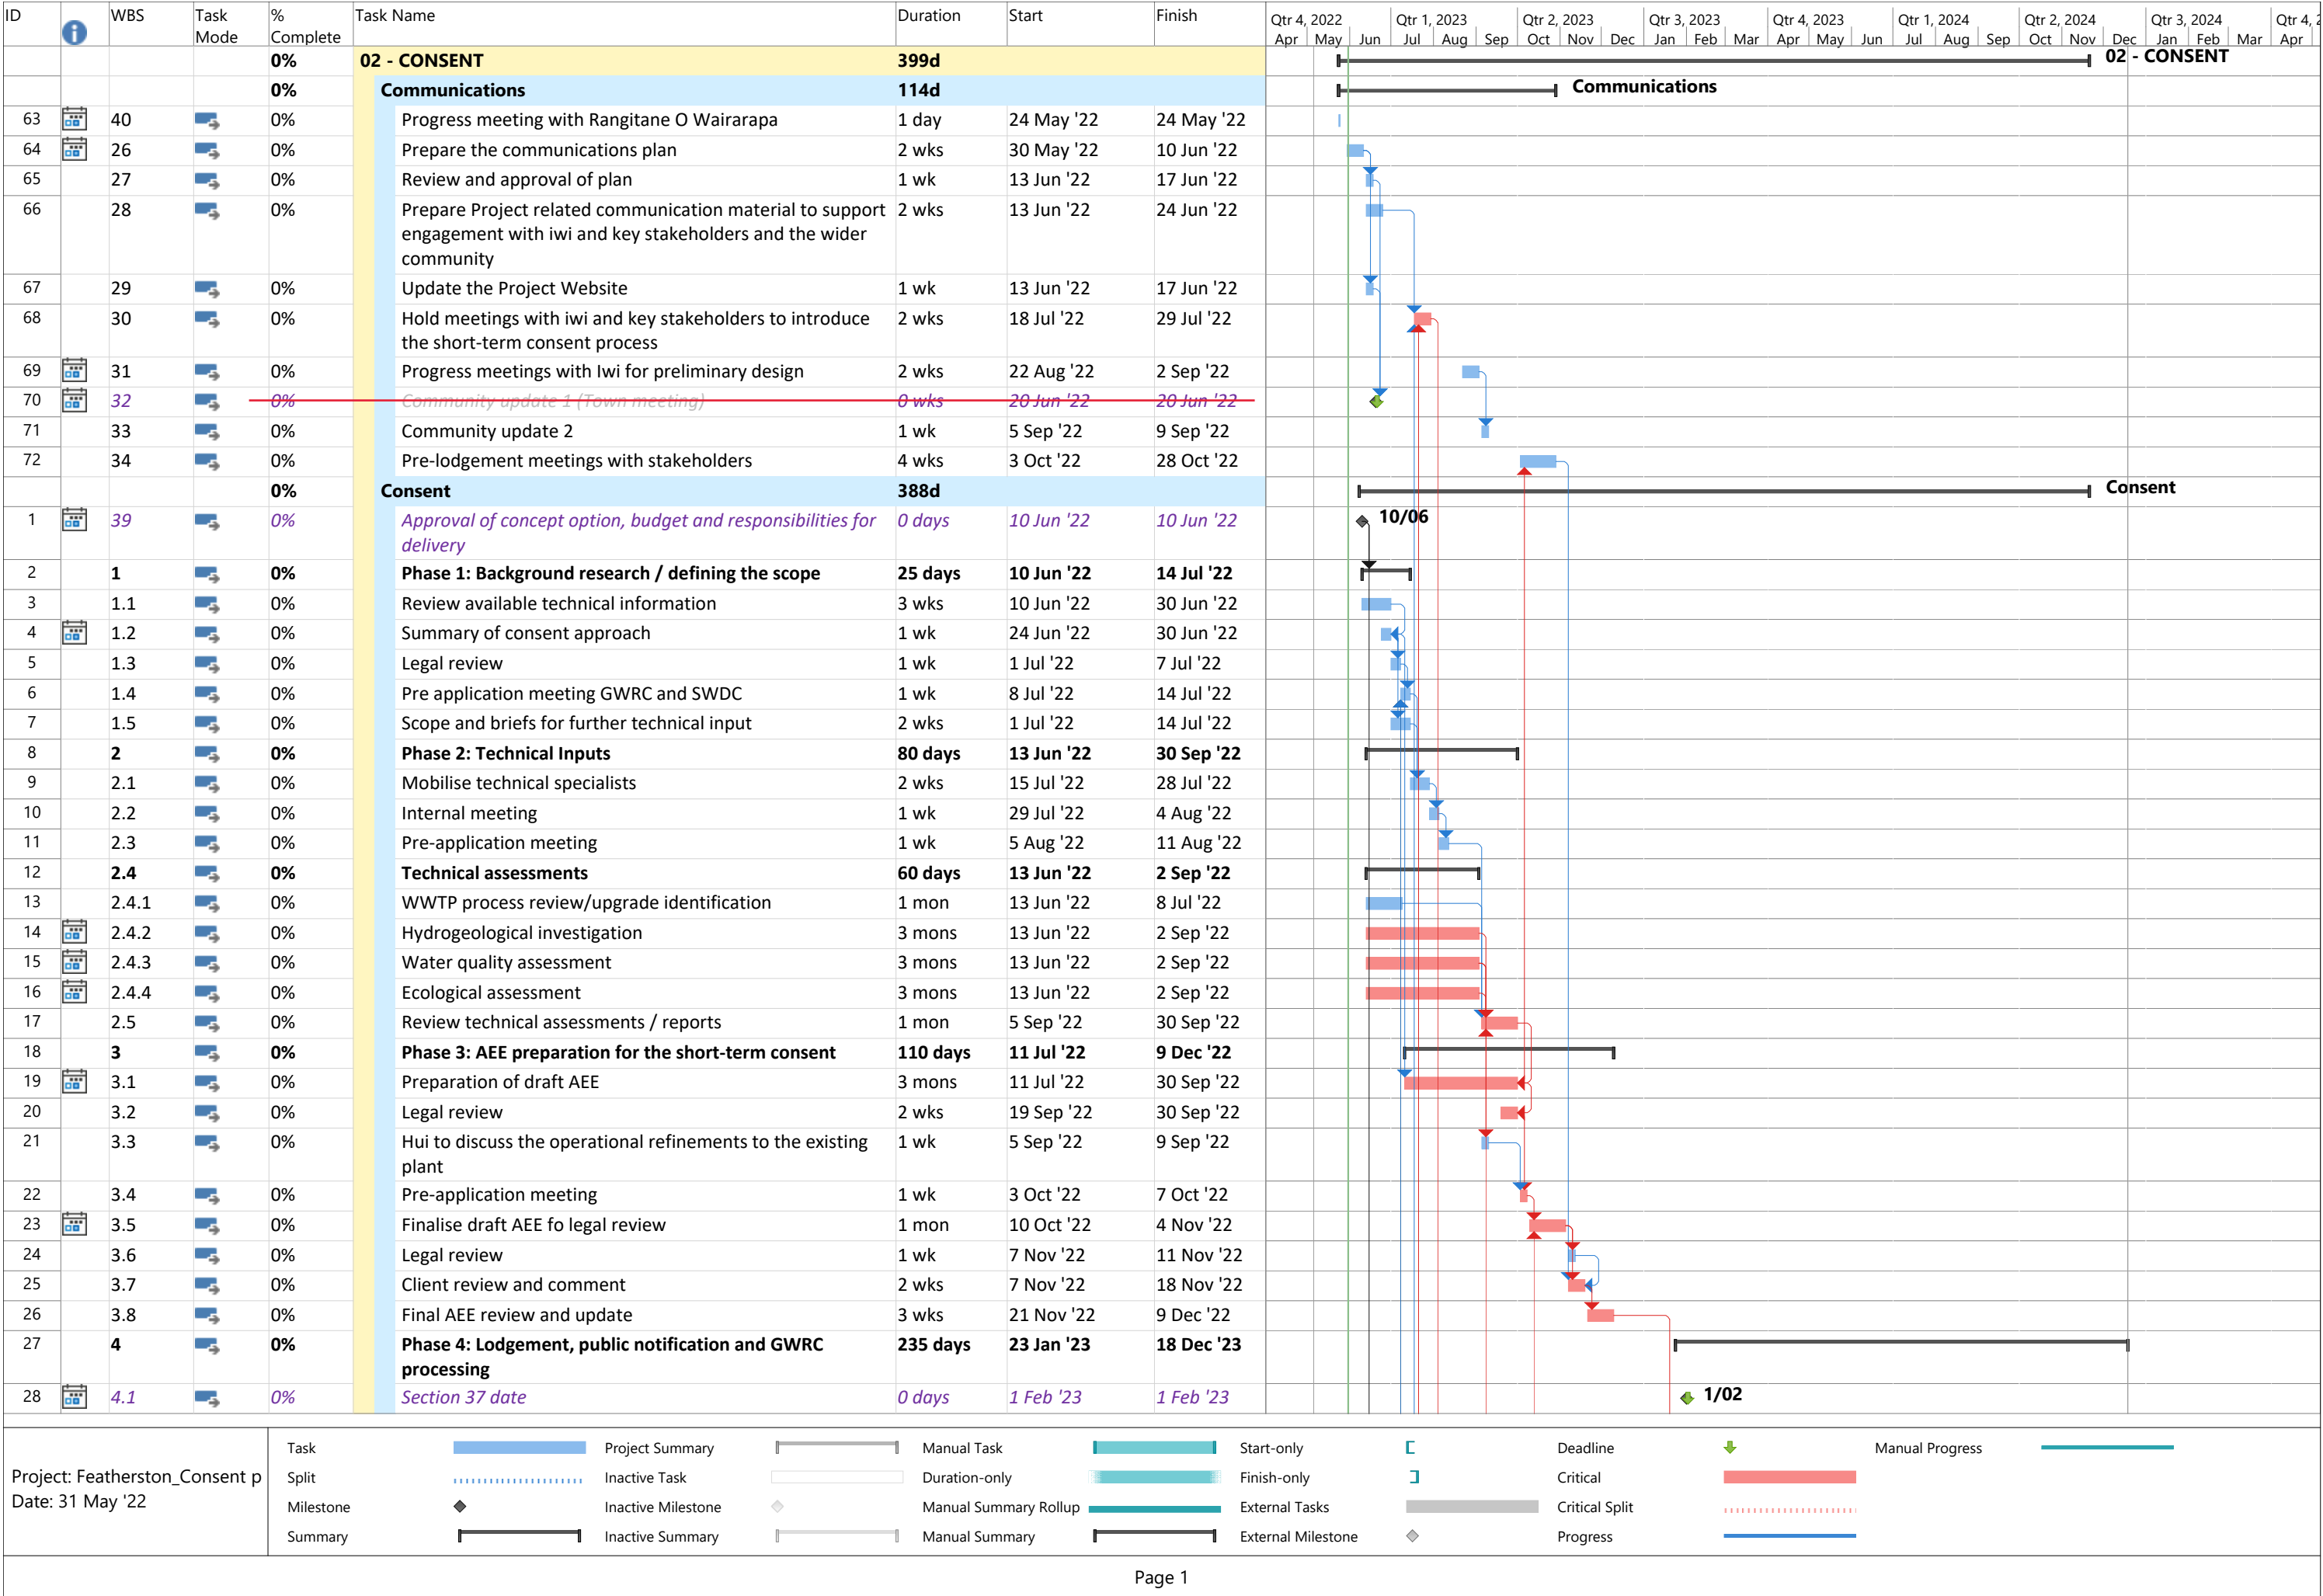 ID WBS Task Mode % Complete Task Name Duration Start Finish
Qtr 4, 2022 Qtr 1, 2023 Qtr 2, 2023 Qtr 3, 2023 Qtr 4, 2023 Qtr 1, 2024 Qtr 2, 2024 Qtr 3, 2024 Qtr 4, 2
Apr May Jun Jul Aug Sep Oct Nov Dec Jan Feb Mar Apr May Jun Jul Aug Sep Oct Nov Dec Jan Feb Mar Apr
0% 02 - CONSENT 399d 02 - CONSENT
0% Communications 114d Communications
63 40 0% Progress meeting with Rangitane O Wairarapa 1 day 24 May '22 24 May '22
64 26 0% Prepare the communications plan 2 wks 30 May '22 10 Jun '22
65 27 0% Review and approval of plan 1 wk 13 Jun '22 17 Jun '22
66 28 0% Prepare Project related communication material to support 2 wks 13 Jun '22 24 Jun '22
engagement with iwi and key stakeholders and the wider
community
67 29 0% Update the Project Website 1 wk 13 Jun '22 17 Jun '22
68 30 0% Hold meetings with iwi and key stakeholders to introduce 2 wks 18 Jul '22 29 Jul '22
the short-term consent process
69 31 0% Progress meetings with Iwi for preliminary design 2 wks 22 Aug '22 2 Sep '22
70 32 0% Community update 1 (Town meeting) 0 wks 20 Jun '22 20 Jun '22
71 33 0% Community update 2 1 wk 5 Sep '22 9 Sep '22
72 34 0% Pre-lodgement meetings with stakeholders 4 wks 3 Oct '22 28 Oct '22
0% Consent 388d Consent
1 39 0% Approval of concept option, budget and responsibilities for 0 days 10 Jun '22 10 Jun '22 10/06
delivery
2 1 0% Phase 1: Background research / defining the scope 25 days 10 Jun '22 14 Jul '22
3 1.1 0% Review available technical information 3 wks 10 Jun '22 30 Jun '22
4 1.2 0% Summary of consent approach 1 wk 24 Jun '22 30 Jun '22
5 1.3 0% Legal review 1 wk 1 Jul '22 7 Jul '22
6 1.4 0% Pre application meeting GWRC and SWDC 1 wk 8 Jul '22 14 Jul '22
7 1.5 0% Scope and briefs for further technical input 2 wks 1 Jul '22 14 Jul '22
8 2 0% Phase 2: Technical Inputs 80 days 13 Jun '22 30 Sep '22
9 2.1 0% Mobilise technical specialists 2 wks 15 Jul '22 28 Jul '22
10 2.2 0% Internal meeting 1 wk 29 Jul '22 4 Aug '22
11 2.3 0% Pre-application meeting 1 wk 5 Aug '22 11 Aug '22
12 2.4 0% Technical assessments 60 days 13 Jun '22 2 Sep '22
13 2.4.1 0% WWTP process review/upgrade identification 1 mon 13 Jun '22 8 Jul '22
14 2.4.2 0% Hydrogeological investigation 3 mons 13 Jun '22 2 Sep '22
15 2.4.3 0% Water quality assessment 3 mons 13 Jun '22 2 Sep '22
16 2.4.4 0% Ecological assessment 3 mons 13 Jun '22 2 Sep '22
17 2.5 0% Review technical assessments / reports 1 mon 5 Sep '22 30 Sep '22
18 3 0% Phase 3: AEE preparation for the short-term consent 110 days 11 Jul '22 9 Dec '22
19 3.1 0% Preparation of draft AEE 3 mons 11 Jul '22 30 Sep '22
20 3.2 0% Legal review 2 wks 19 Sep '22 30 Sep '22
21 3.3 0% Hui to discuss the operational refinements to the existing 1 wk 5 Sep '22 9 Sep '22
plant
22 3.4 0% Pre-application meeting 1 wk 3 Oct '22 7 Oct '22
23 3.5 0% Finalise draft AEE fo legal review 1 mon 10 Oct '22 4 Nov '22
24 3.6 0% Legal review 1 wk 7 Nov '22 11 Nov '22
25 3.7 0% Client review and comment 2 wks 7 Nov '22 18 Nov '22
26 3.8 0% Final AEE review and update 3 wks 21 Nov '22 9 Dec '22
27 4 0% Phase 4: Lodgement, public notification and GWRC 235 days 23 Jan '23 18 Dec '23
processing
28 4.1 0% Section 37 date 0 days 1 Feb '23 1 Feb '23 1/02
Project: Featherston_Consent p
Date: 31 May '22
Task Project Summary Manual Task Start-only Deadline Manual Progress
Split Inactive Task Duration-only Finish-only Critical
Milestone Inactive Milestone Manual Summary Rollup External Tasks Critical Split
Summary Inactive Summary Manual Summary External Milestone Progress
Page 1